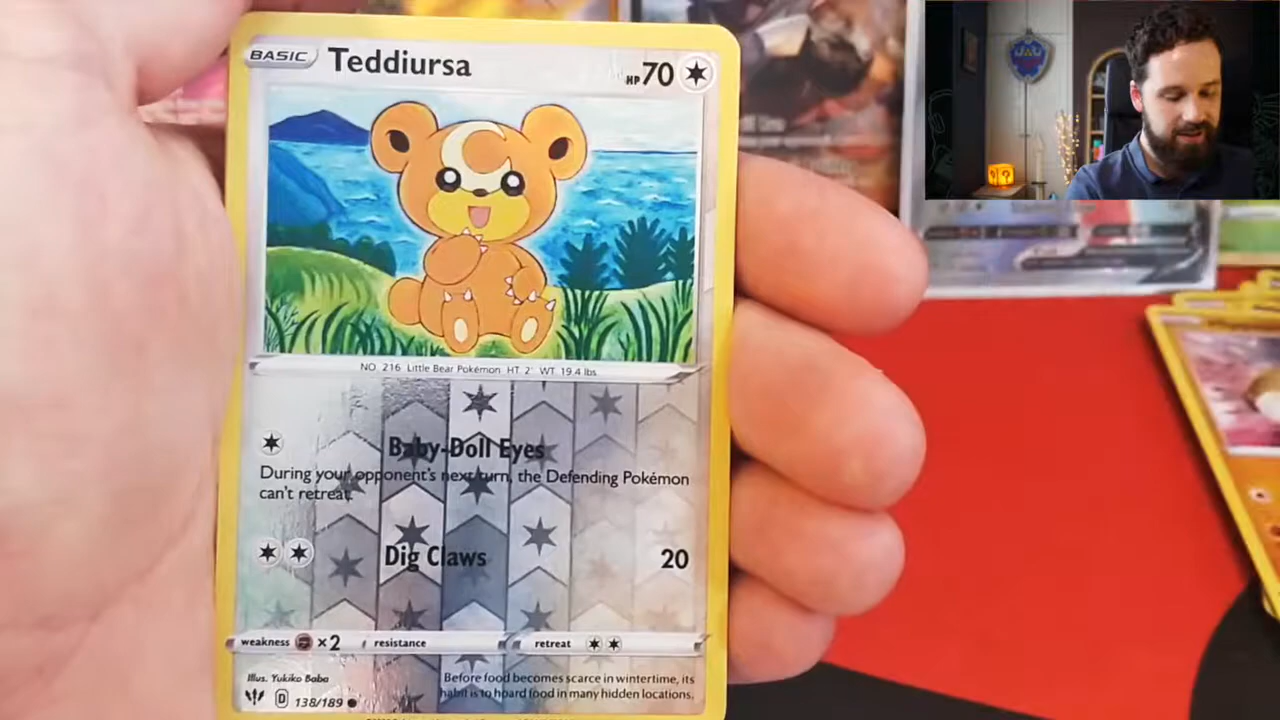 BASIC Teddiursa HP 70
NO. 216 Little Bear Pokémon HT. 2' WT. 19.4 lbs
Baby-Doll Eyes
During your opponent's next turn, the Defending Pokémon
can't retreat.
Dig Claws 20
weakness ×2 resistance retreat
Illus. Yukiko Baba
Before food becomes scarce in wintertime, its
habit is to hoard food in many hidden locations.
D 138/189